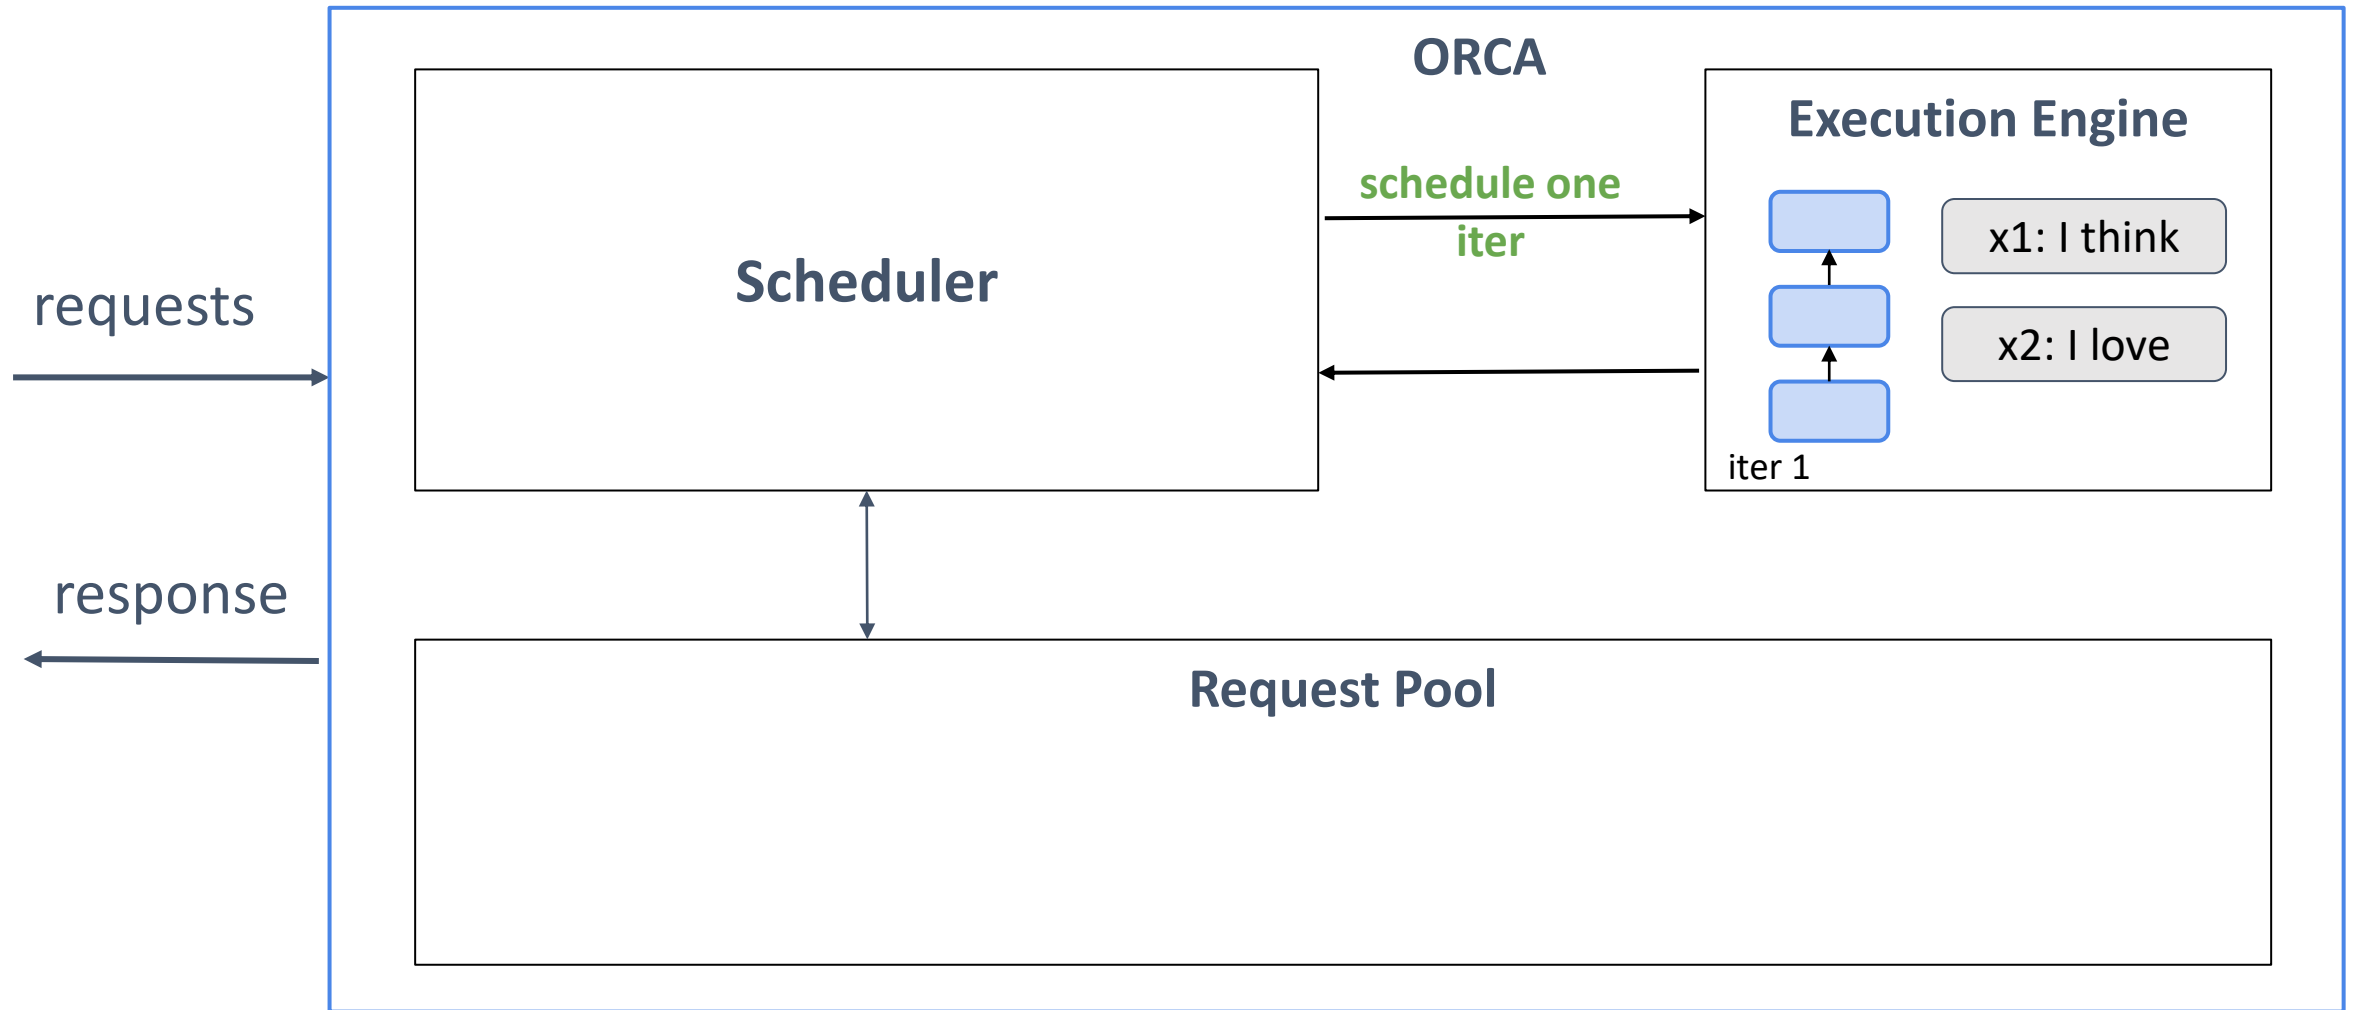 ORCA
Execution Engine
schedule one
iter
x1: I think
Scheduler
requests
x2: I love
iter 1
response
Request Pool